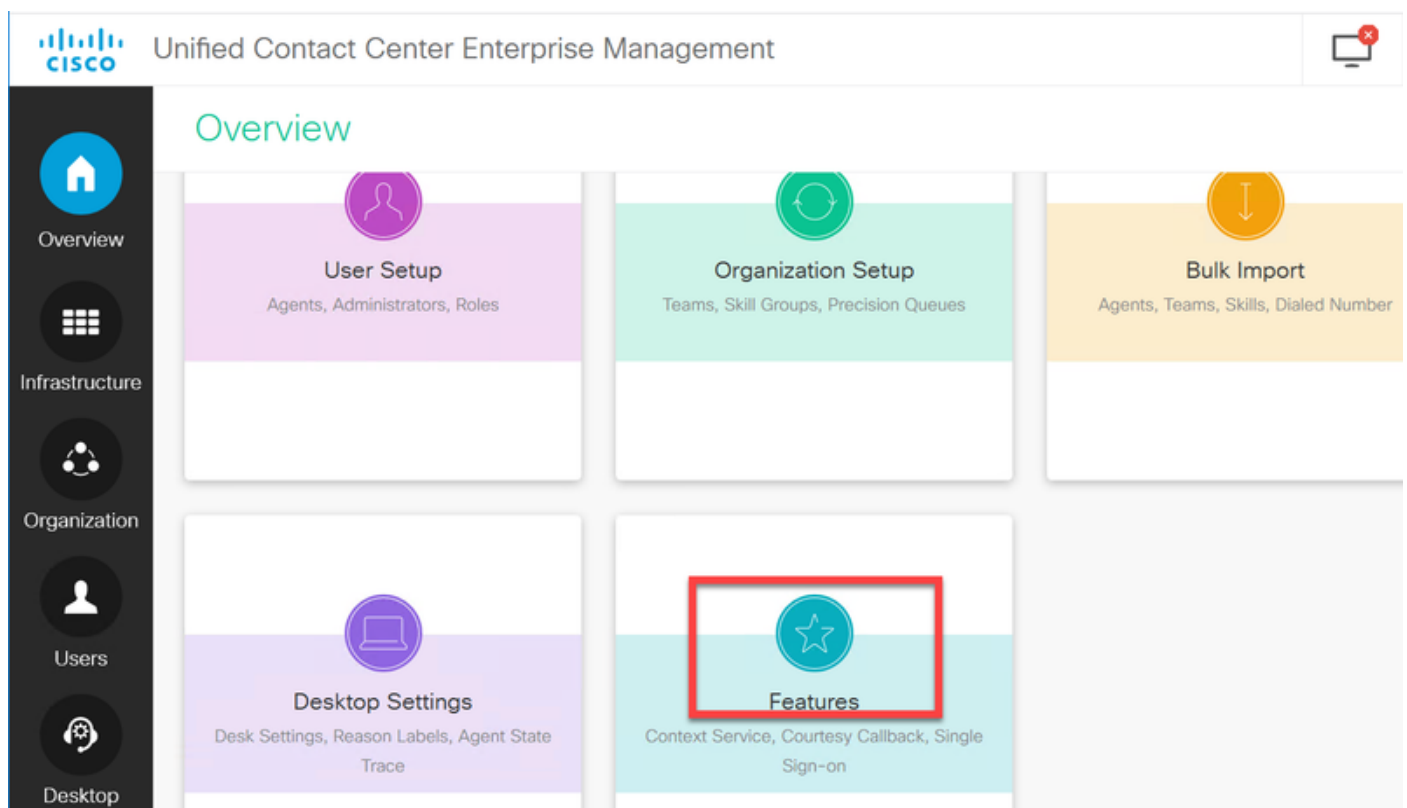 CISCO
Unified Contact Center Enterprise Management
Overview
Overview
Infrastructure
Organization
Users
Desktop
User Setup
Agents, Administrators, Roles
Organization Setup
Teams, Skill Groups, Precision Queues
Bulk Import
Agents, Teams, Skills, Dialed Number
Desktop Settings
Desk Settings, Reason Labels, Agent State
Trace
Features
Context Service, Courtesy Callback, Single
Sign-on